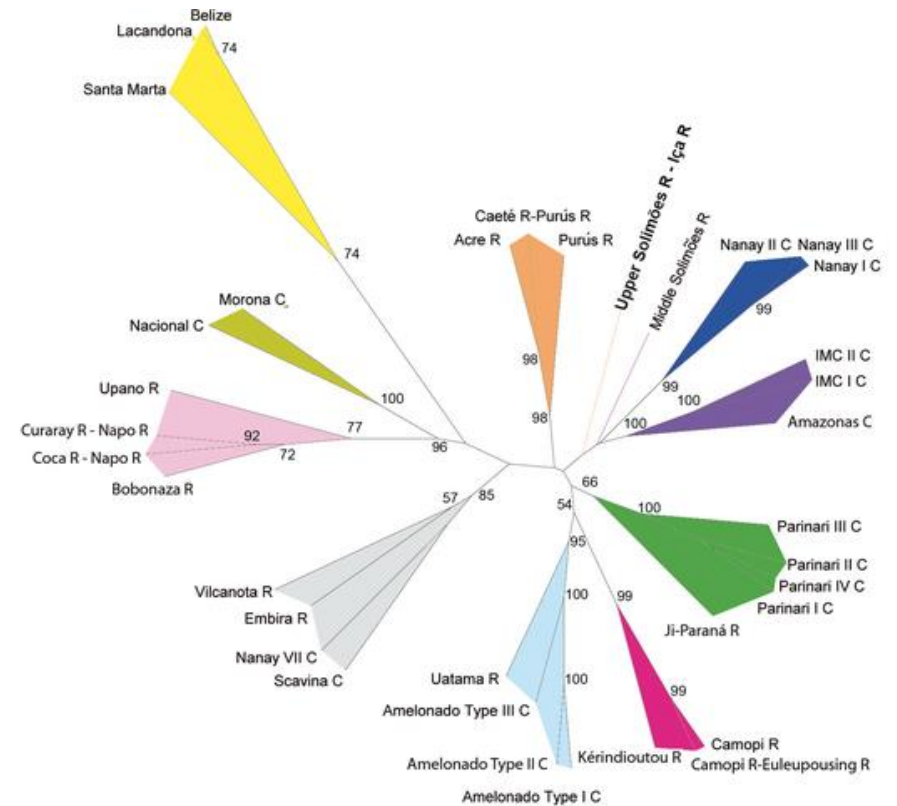 Belize
Lacandona
74
Santa Marta
74
Upper Solimões R - Iça R
Middle Solimões R
Caeté R-Purús R
Acre R
Purús R
98
98
Nanay II C Nanay III C
Nanay I C
99
99
IMC II C
IMC I C
100
100
Amazonas C
Morona C
Nacional C
100
Upano R
Curaray R - Napo R
92
77
96
Coca R - Napo R
72
Bobonaza R
57
85
Vilcanota R
Embira R
Nanay VII C
Scavina C
66
54
100
Parinari III C
Parinari II C
Parinari IV C
Parinari I C
Ji-Paraná R
95
100
99
Uatama R
100
99
Amelonado Type III C
Amelonado Type II C
Amelonado Type I C
Kérindioutou R
Camopi R
Camopi R-Euleupousing R